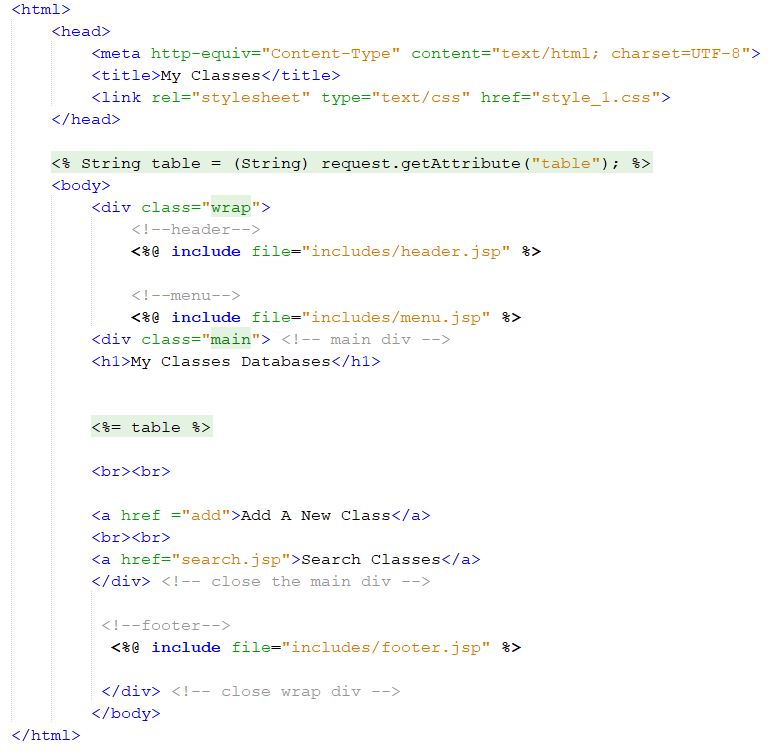 <html>
<head>
<meta http-equiv="Content-Type" content="text/html; charset=UTF-8">
<title>My Classes</title>
<link rel="stylesheet" type="text/css" href="style_1.css">
</head>
<% String table = (String) request.getAttribute("table"); %>
<body>
<div class="wrap">
<!--header-->
<%@ include file="includes/header.jsp" %>
<!--menu-->
<%@ include file="includes/menu.jsp" %>
<div class="main"> <!-- main div -->
<h1>My Classes Databases</h1>
<%= table %>
<br><br>
<a href ="add">Add A New Class</a>
<br><br>
<a href="search.jsp">Search Classes</a>
</div> <!-- close the main div -->
<!--footer-->
<%@ include file="includes/footer.jsp" %>
</div> <!-- close wrap div -->
</body>
</html>